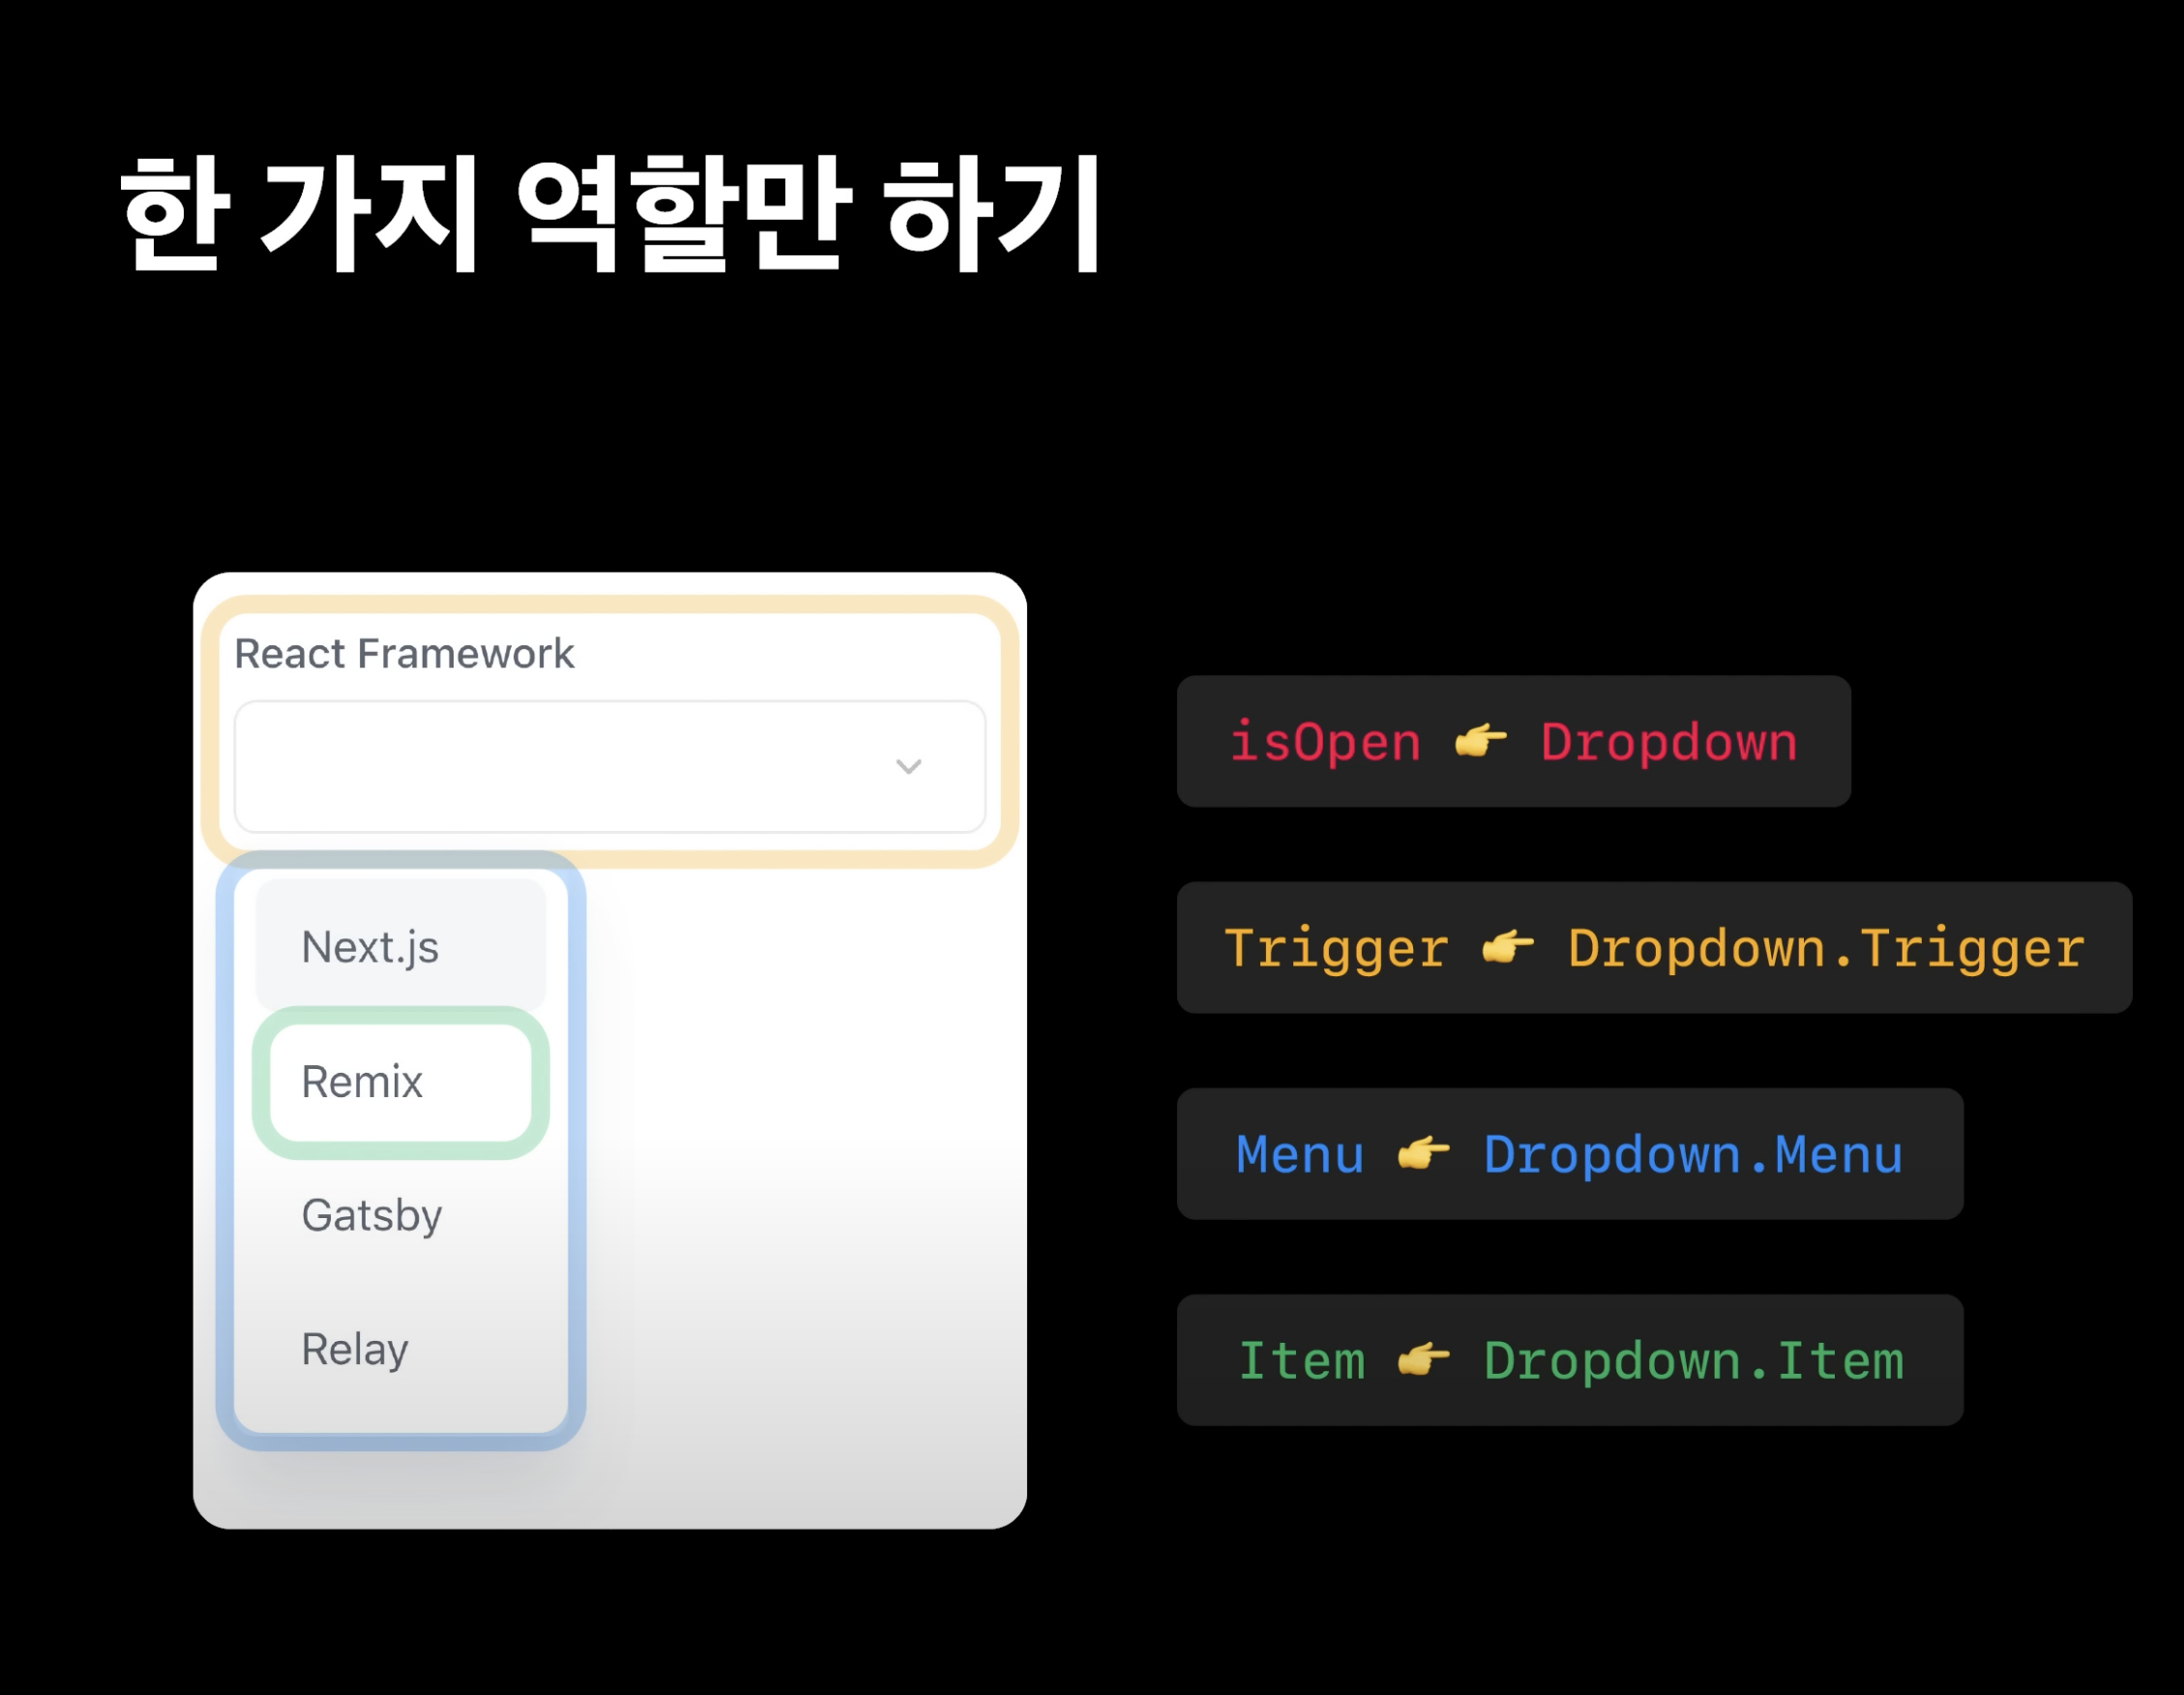 한 가지 역할만 하기
React Framework
Next.js
Remix
Gatsby
Relay
isOpen 👉 Dropdown
Trigger 👉 Dropdown.Trigger
Menu 👉 Dropdown.Menu
Item 👉 Dropdown.Item